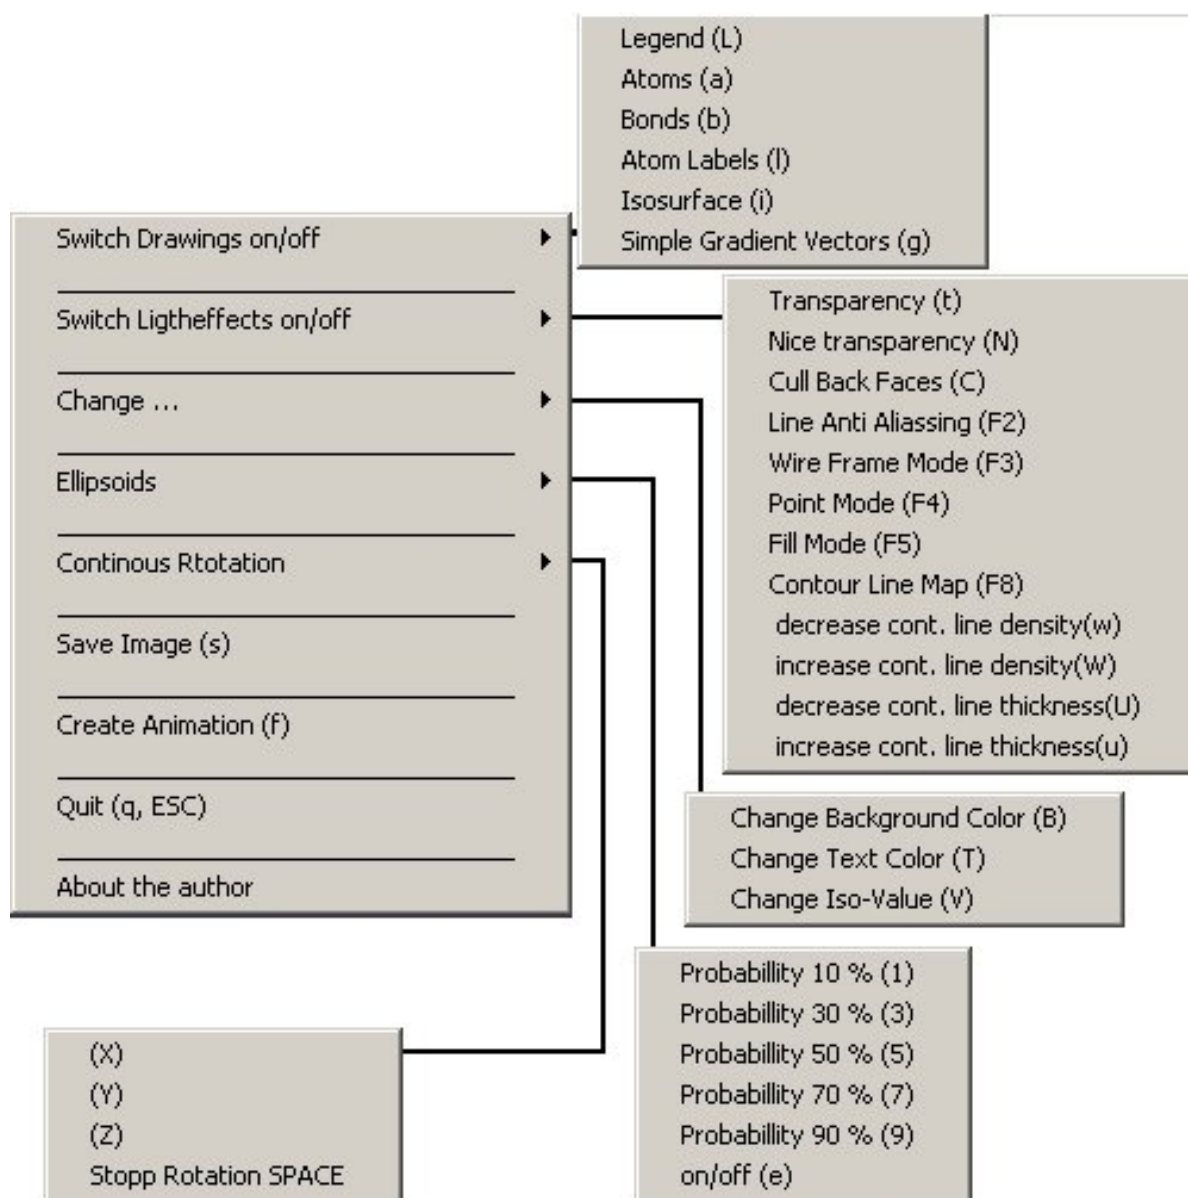 Legend (L)
Atoms (a)
Bonds (b)
Atom Labels (l)
Isosurface (i)
Simple Gradient Vectors (g)
Switch Drawings on/off
Switch Ligtheffects on/off
Change ...
Ellipsoids
Continous Rtotation
Save Image (s)
Create Animation (f)
Quit (q, ESC)
About the author
Transparency (t)
Nice transparency (N)
Cull Back Faces (C)
Line Anti Aliassing (F2)
Wire Frame Mode (F3)
Point Mode (F4)
Fill Mode (F5)
Contour Line Map (F8)
decrease cont. line density(w)
increase cont. line density(W)
decrease cont. line thickness(U)
increase cont. line thickness(u)
Change Background Color (B)
Change Text Color (T)
Change Iso-Value (V)
Probabillity 10 % (1)
Probabillity 30 % (3)
Probabillity 50 % (5)
Probabillity 70 % (7)
Probabillity 90 % (9)
on/off (e)
(X)
(Y)
(Z)
Stopp Rotation SPACE